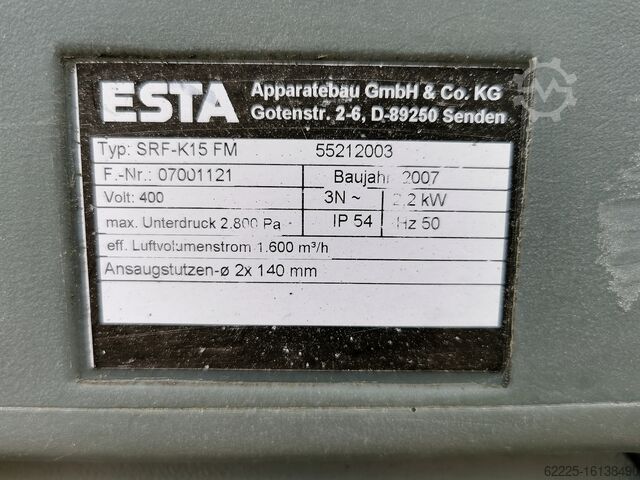 ESTA
Apparatebau GmbH & Co. KG
Gotenstr. 2-6, D-89250 Senden
Typ: SRF-K15 FM 55212003
F.-Nr.: 07001121 Baujahr 2007
Volt: 400 3N ~ 2,2 kW
max. Unterdruck 2.800 Pa IP 54 Hz 50
eff. Luftvolumenstrom 1.600 m³/h
Ansaugstutzen-ø 2x 140 mm
62225-16138490